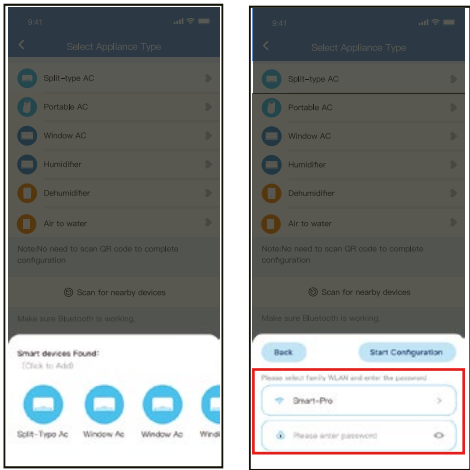 9:41
Select Appliance Type
Split-type AC
Portable AC
Window AC
Humidifier
Dehumidifier
Air to water
Note:No need to scan QR code to complete
configuration
Scan for nearby devices
Make sure Bluetooth is working.
Smart devices Found:
(Click to Add)
Split-Type Ac Window Ac Window Ac Windo
9:41
Select Appliance Type
Split-type AC
Portable AC
Window AC
Humidifier
Dehumidifier
Air to water
Note:No need to scan QR code to complete
configuration
Scan for nearby devices
Make sure Bluetooth is working.
Back Start Configuration
Please select family WLAN and enter the password
Smart-Pro
Please enter password